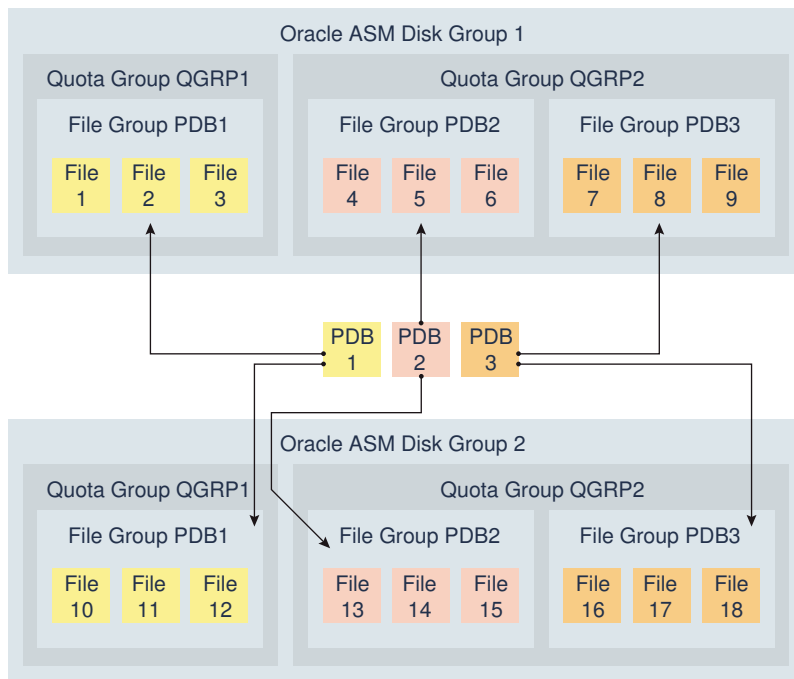 Oracle ASM Disk Group 1
Quota Group QGRP1
Quota Group QGRP2
File Group PDB1
File Group PDB2
File Group PDB3
File
1
File
2
File
3
File
4
File
5
File
6
File
7
File
8
File
9
PDB
1
PDB
2
PDB
3
Oracle ASM Disk Group 2
Quota Group QGRP1
Quota Group QGRP2
File Group PDB1
File Group PDB2
File Group PDB3
File
10
File
11
File
12
File
13
File
14
File
15
File
16
File
17
File
18